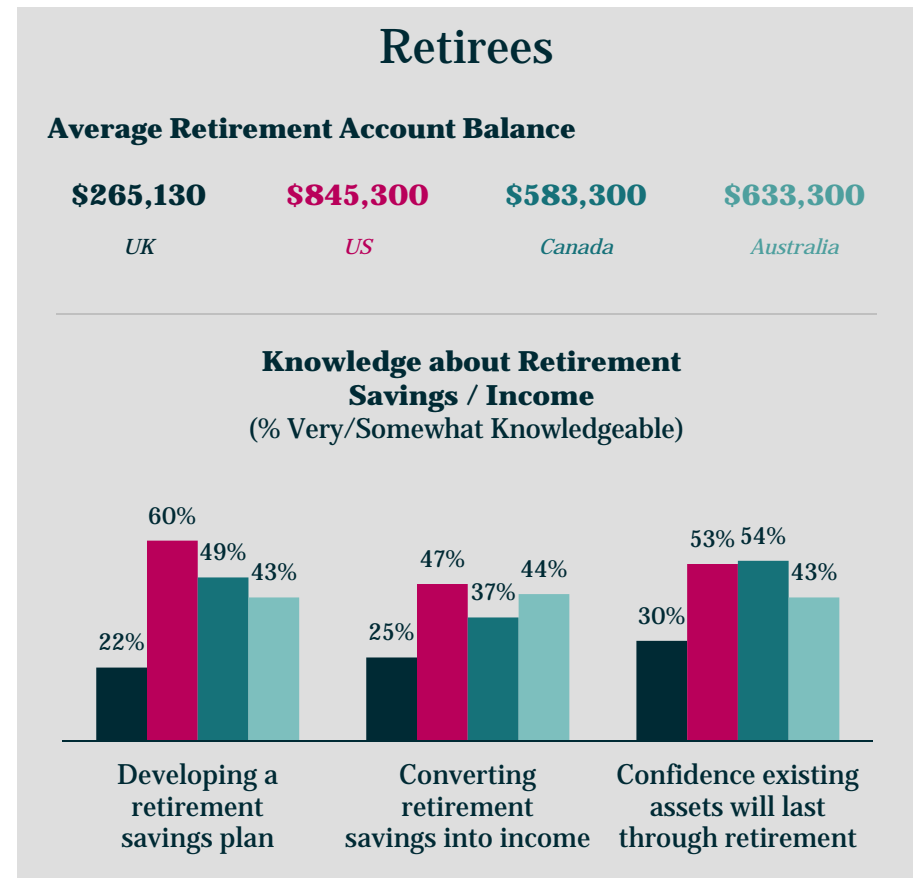 Retirees
Average Retirement Account Balance
$265,130 $845,300 $583,300 $633,300
UK US Canada Australia
Knowledge about Retirement
Savings / Income
(% Very/Somewhat Knowledgeable)
22% 60% 49% 43%
25% 47% 37% 44%
30% 53% 54% 43%
Developing a
retirement
savings plan
Converting
retirement
savings into income
Confidence existing
assets will last
through retirement